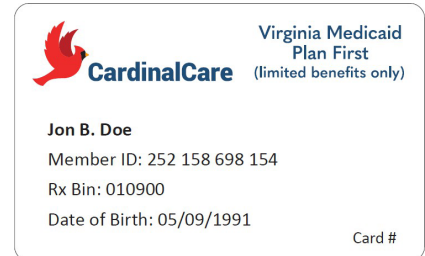 Virginia Medicaid
Plan First
(limited benefits only)
CardinalCare
Jon B. Doe
Member ID: 252 158 698 154
Rx Bin: 010900
Date of Birth: 05/09/1991
Card #